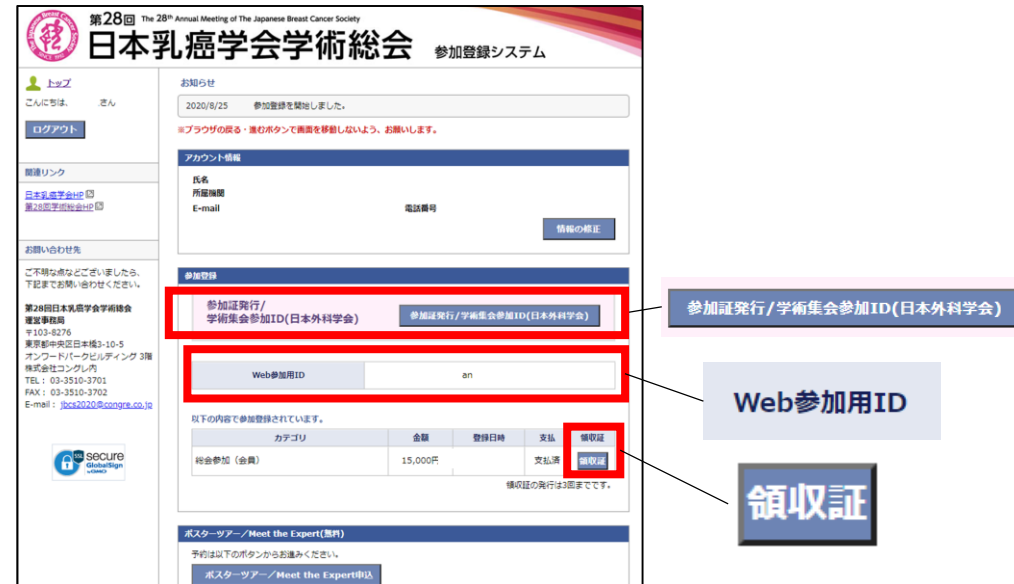 第28回 The 28th Annual Meeting of The Japanese Breast Cancer Society
日本乳癌学会学術総会 参加登録システム
トップ
こんにちは、 さん
ログアウト
関連リンク
日本乳癌学会HP
第28回学術総会HP
お問い合わせ先
ご不明な点などございましたら、
下記までお問い合わせください。
第28回日本乳癌学会学術総会
運営事務局
〒103-8276
東京都中央区日本橋3-10-5
オンワードパークビルディング 3階
株式会社コングレ内
TEL： 03-3510-3701
FAX： 03-3510-3702
E-mail： jbcs2020@congre.co.jp
SSL secure
GlobalSign
by GMO
お知らせ
2020/8/25 参加登録を開始しました。
※ブラウザの戻る・進むボタンで画面を移動しないよう、お願いします。
アカウント情報
氏名
所属機関
E-mail 電話番号
情報の修正
参加登録
参加証発行/
学術集会参加ID(日本外科学会)
参加証発行/学術集会参加ID(日本外科学会)
Web参加用ID an
以下の内容で参加登録されています。
カテゴリ 金額 登録日時 支払 領収証
総会参加（会員） 15,000円 支払済 領収証
領収証の発行は3回までです。
ポスターツアー／Meet the Expert(無料)
予約は以下のボタンからお進みください。
ポスターツアー／Meet the Expert申込
参加証発行/学術集会参加ID(日本外科学会)
Web参加用ID
領収証